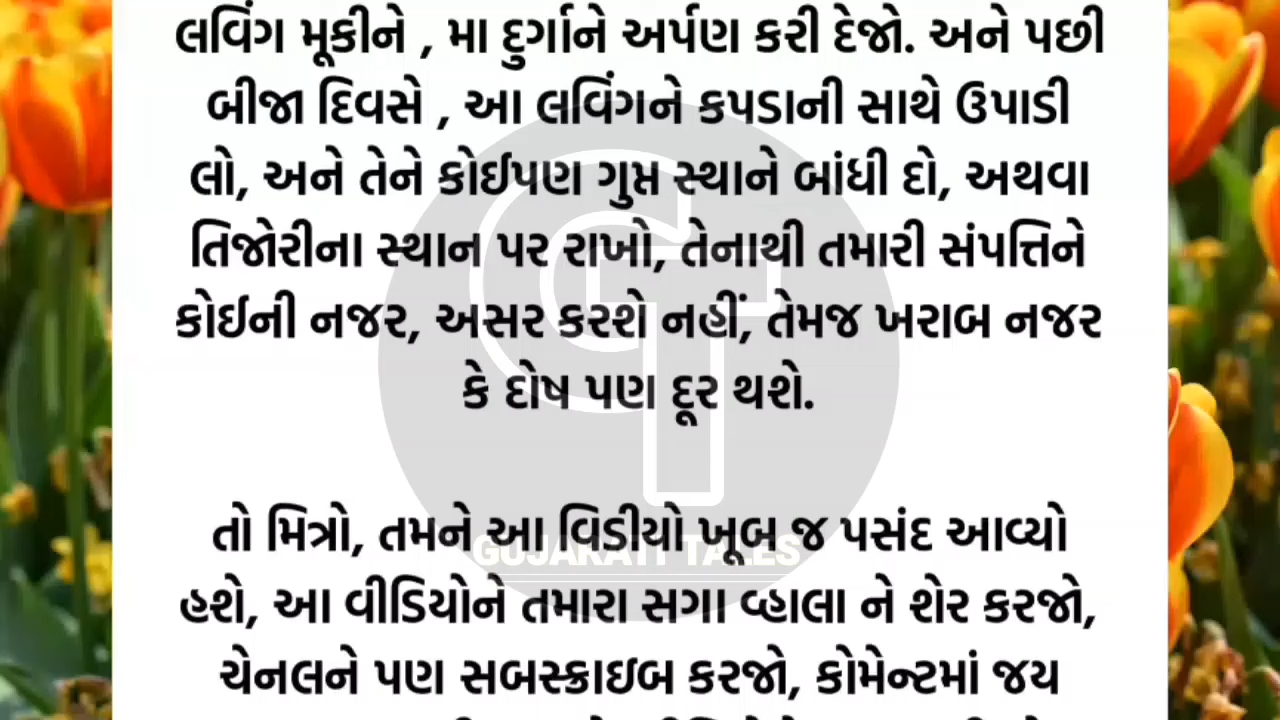 લવિંગ મૂકીને , મા દુર્ગાને અર્પણ કરી દેજો. અને પછી
બીજા દિવસે , આ લવિંગને કપડાની સાથે ઉપાડી
લો, અને તેને કોઈપણ ગુપ્ત સ્થાને બાંધી દો, અથવા
તિજોરીના સ્થાન પર રાખો, તેનાથી તમારી સંપત્તિને
કોઈની નજર, અસર કરશે નહીં, તેમજ ખરાબ નજર
કે દોષ પણ દૂર થશે.
તો મિત્રો, તમને આ વિડીયો ખૂબ જ પસંદ આવ્યો
GUJARATI TALES
હશે, આ વીડિયોને તમારા સગા વ્હાલા ને શેર કરજો,
ચેનલને પણ સબસ્ક્રાઇબ કરજો, કોમેન્ટમાં જય